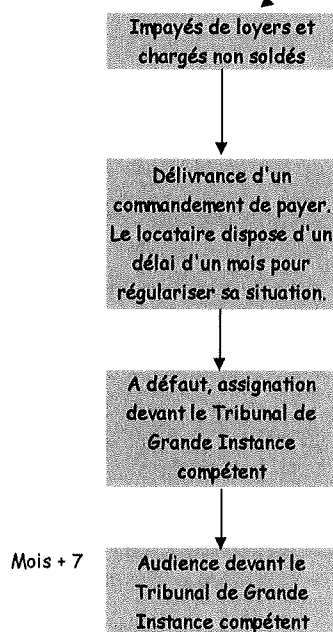 Impayés de loyers et
chargés non soldés
Délivrance d'un
commandement de payer.
Le locataire dispose d'un
délai d'un mois pour
régulariser sa situation.
A défaut, assignation
devant le Tribunal de
Grande Instance
compétent
Mois + 7
Audience devant le
Tribunal de Grande
Instance compétent